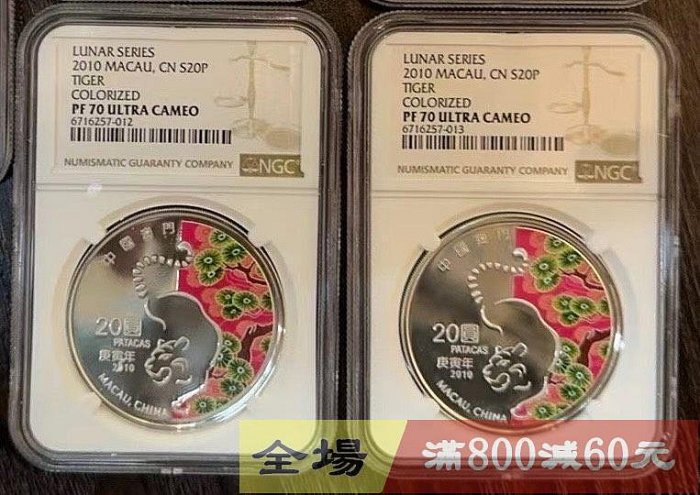 LUNAR SERIES
2010 MACAU, CN S20P
TIGER
COLORIZED
PF 70 ULTRA CAMEO
6716257-012
NUMISMATIC GUARANTY COMPANY
NGC
中國澳門
20圓
PATACAS
庚寅年
2010
MACAU, CHINA
LUNAR SERIES
2010 MACAU, CN S20P
TIGER
COLORIZED
PF 70 ULTRA CAMEO
6716257-013
NUMISMATIC GUARANTY COMPANY
NGC
中國澳門
20圓
PATACAS
庚寅年
2010
MACAU, CHINA
全場
滿800減60元